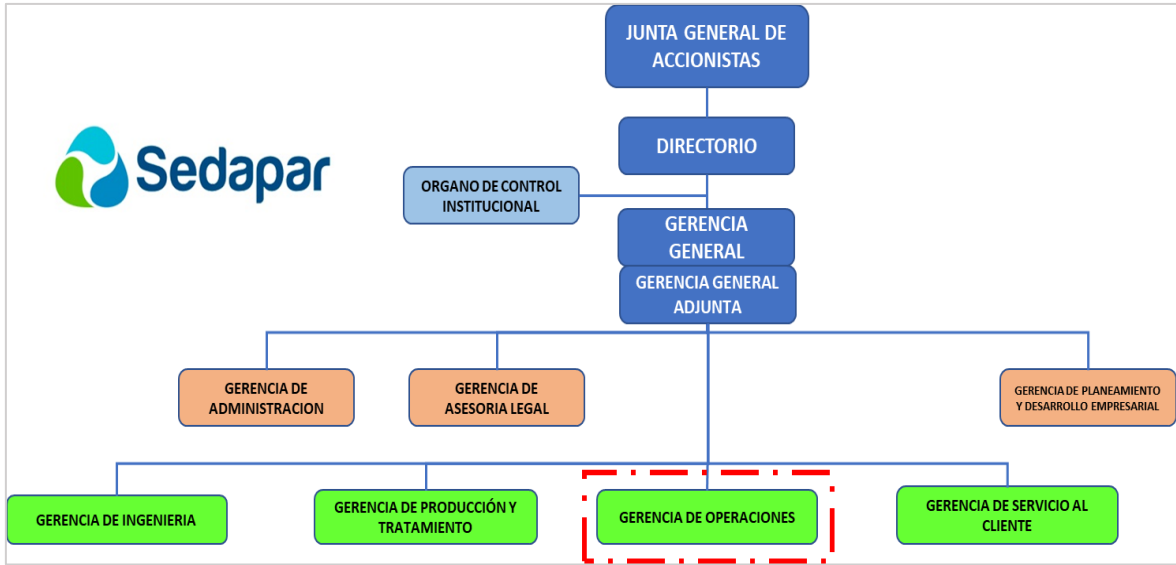 JUNTA GENERAL DE
ACCIONISTAS
Sedapar
DIRECTORIO
ORGANO DE CONTROL
INSTITUCIONAL
GERENCIA
GENERAL
GERENCIA GENERAL
ADJUNTA
GERENCIA DE
ADMINISTRACION
GERENCIA DE
ASESORIA LEGAL
GERENCIA DE PLANEAMIENTO
Y DESARROLLO EMPRESARIAL
GERENCIA DE INGENIERIA
GERENCIA DE PRODUCCIÓN Y
TRATAMIENTO
GERENCIA DE OPERACIONES
GERENCIA DE SERVICIO AL
CLIENTE